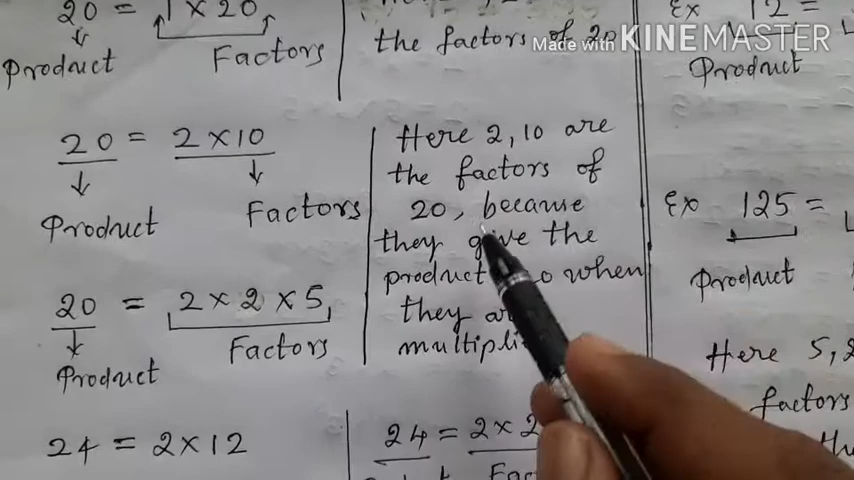 20 = 1 × 20
Product
Factors
20 = 2 × 10
Product
Factors
20 = 2 × 2 × 5
Product
Factors
24 = 2 × 12
the factors of 20
Here 2, 10 are
the factors of
20, because
they give the
product when
they
24 = 2 × 2
Made with KINEMASTER
Ex 12 =
Product
Ex 125 =
Product
Here 5,
factors